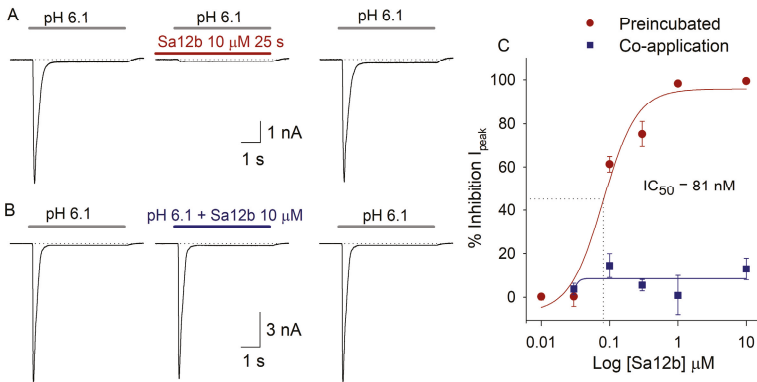 A
pH 6.1
pH 6.1
pH 6.1
Sa12b 10 μM 25 s
1 nA
1 s
B
pH 6.1
pH 6.1 + Sa12b 10 μM
pH 6.1
3 nA
1 s
C
Preincubated
Co-application
% Inhibition Ipeak
100
80
60
40
20
0
IC50 – 81 nM
0.01
0.1
1
10
Log [Sa12b] μM